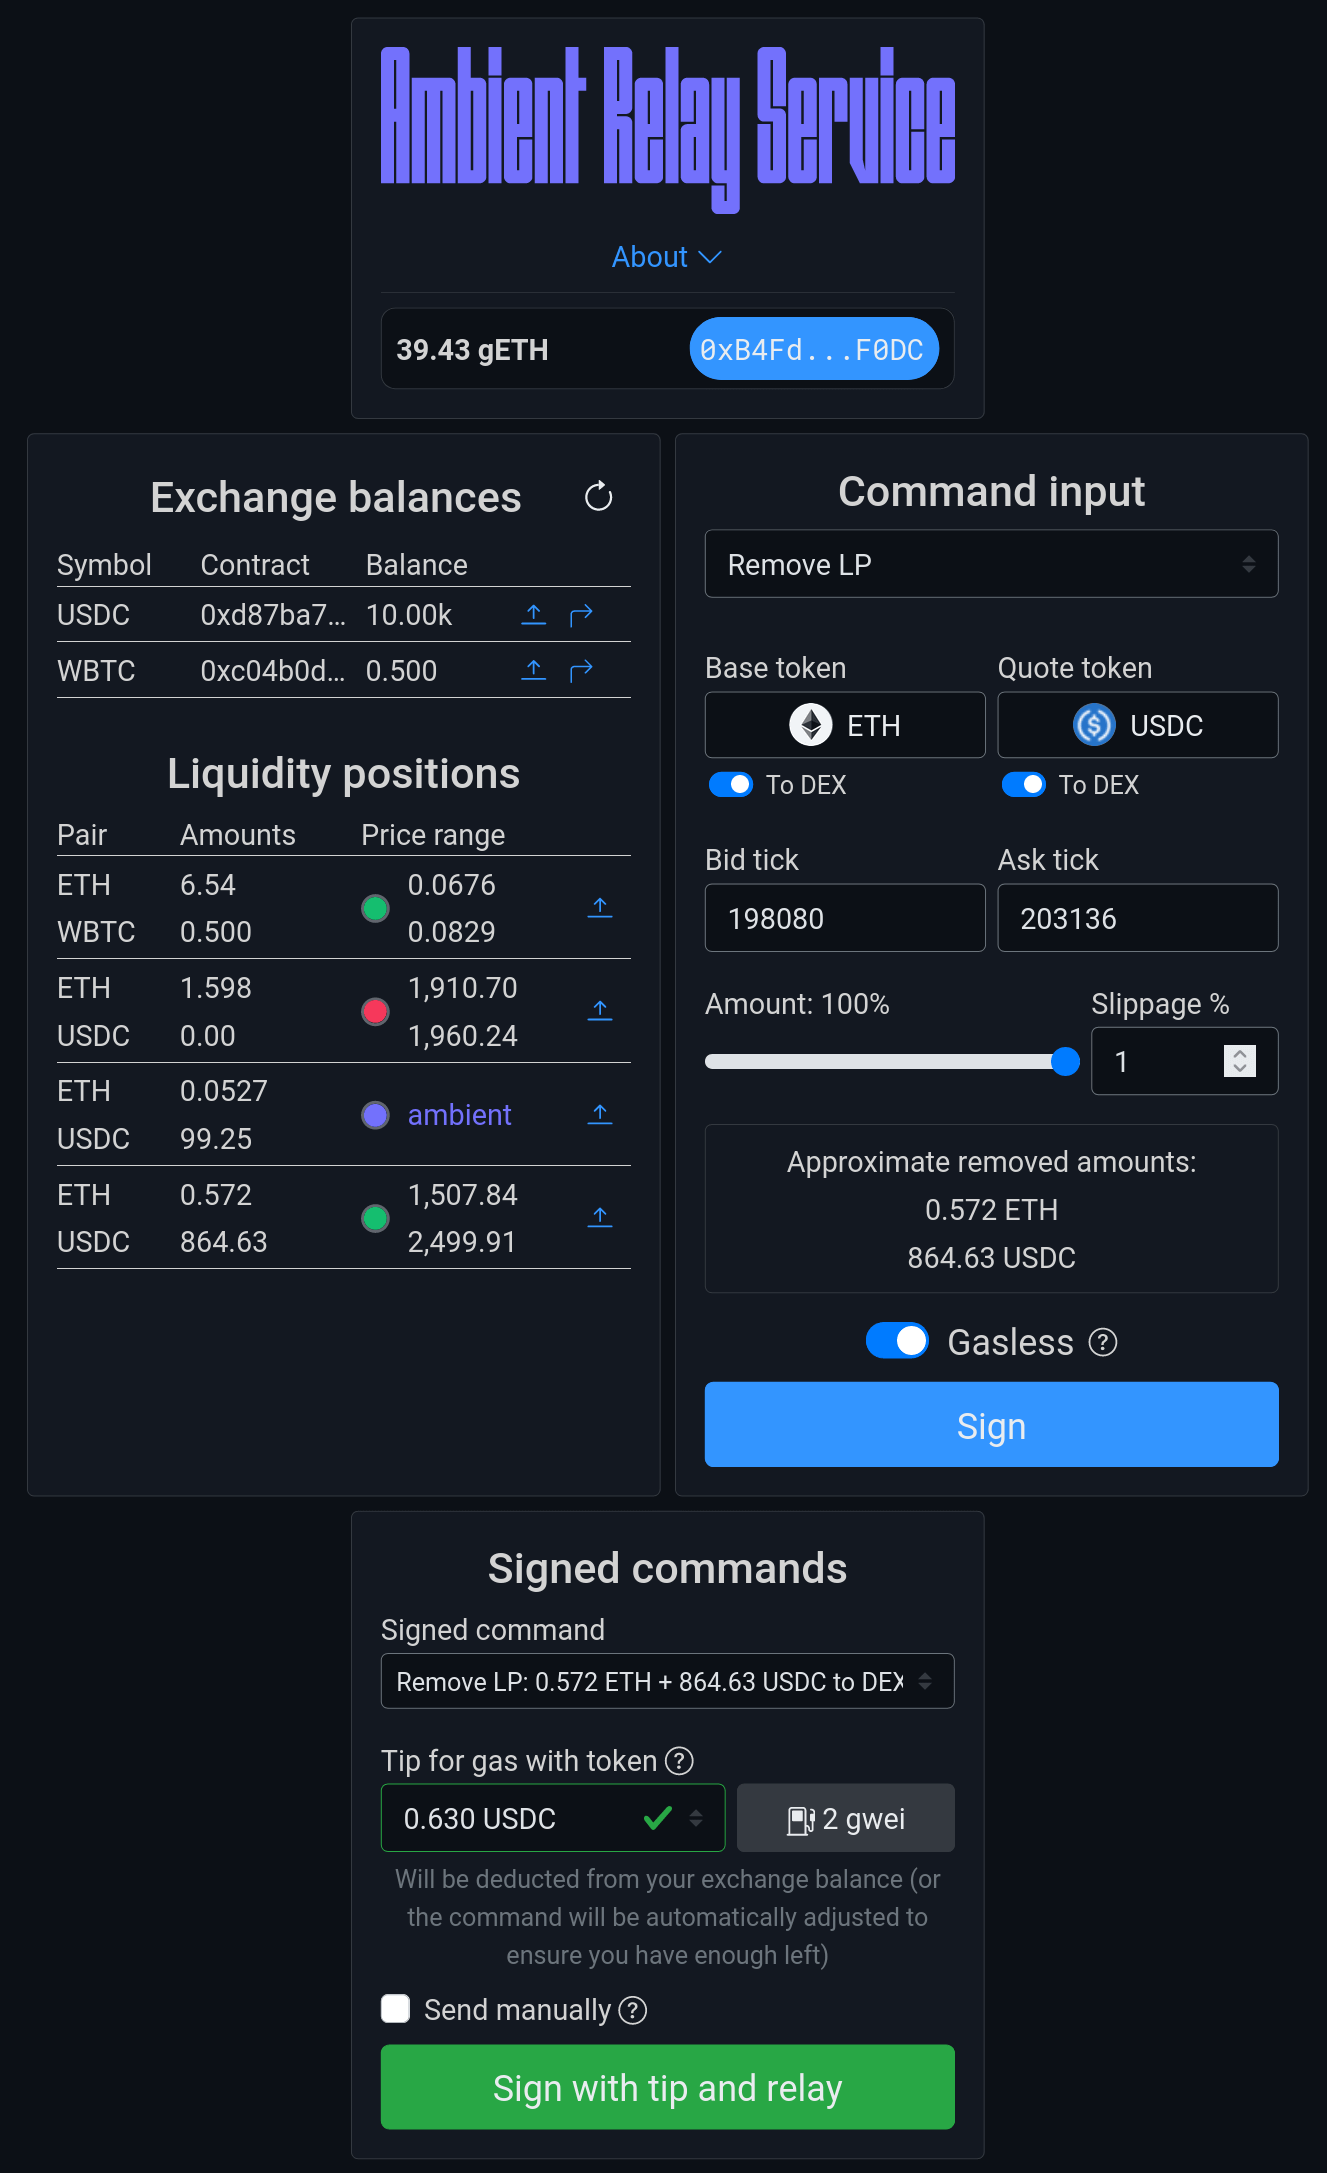 Ambient Relay Service
About
39.43 gETH 0xB4Fd...F0DC
Exchange balances
Symbol Contract Balance
USDC 0xd87ba7... 10.00k
WBTC 0xc04b0d... 0.500
Liquidity positions
Pair Amounts Price range
ETH 6.54 0.0676
WBTC 0.500 0.0829
ETH 1.598 1,910.70
USDC 0.00 1,960.24
ETH 0.0527
ambient
USDC 99.25
ETH 0.572 1,507.84
USDC 864.63 2,499.91
Command input
Remove LP
Base token Quote token
ETH USDC
To DEX To DEX
Bid tick Ask tick
198080 203136
Amount: 100% Slippage %
1
Approximate removed amounts:
0.572 ETH
864.63 USDC
Gasless ?
Sign
Signed commands
Signed command
Remove LP: 0.572 ETH + 864.63 USDC to DEX
Tip for gas with token ?
0.630 USDC 2 gwei
Will be deducted from your exchange balance (or
the command will be automatically adjusted to
ensure you have enough left)
Send manually ?
Sign with tip and relay